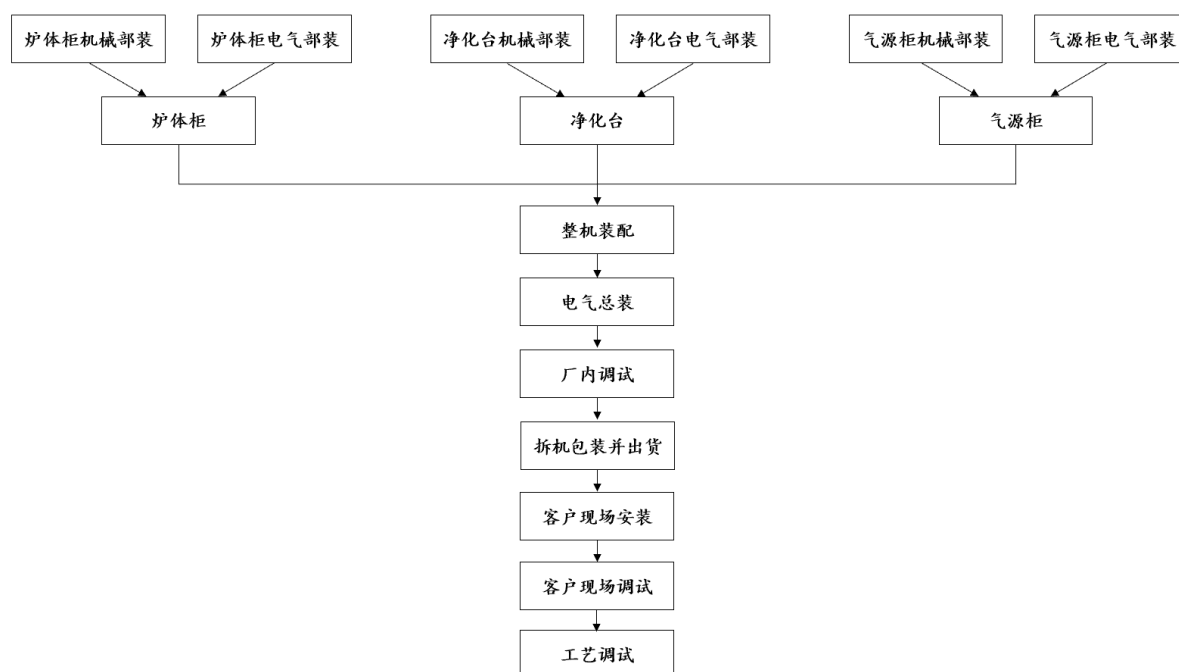 炉体柜机械部装
炉体柜电气部装
净化台机械部装
净化台电气部装
气源柜机械部装
气源柜电气部装
炉体柜
净化台
气源柜
整机装配
电气总装
厂内调试
拆机包装并出货
客户现场安装
客户现场调试
工艺调试